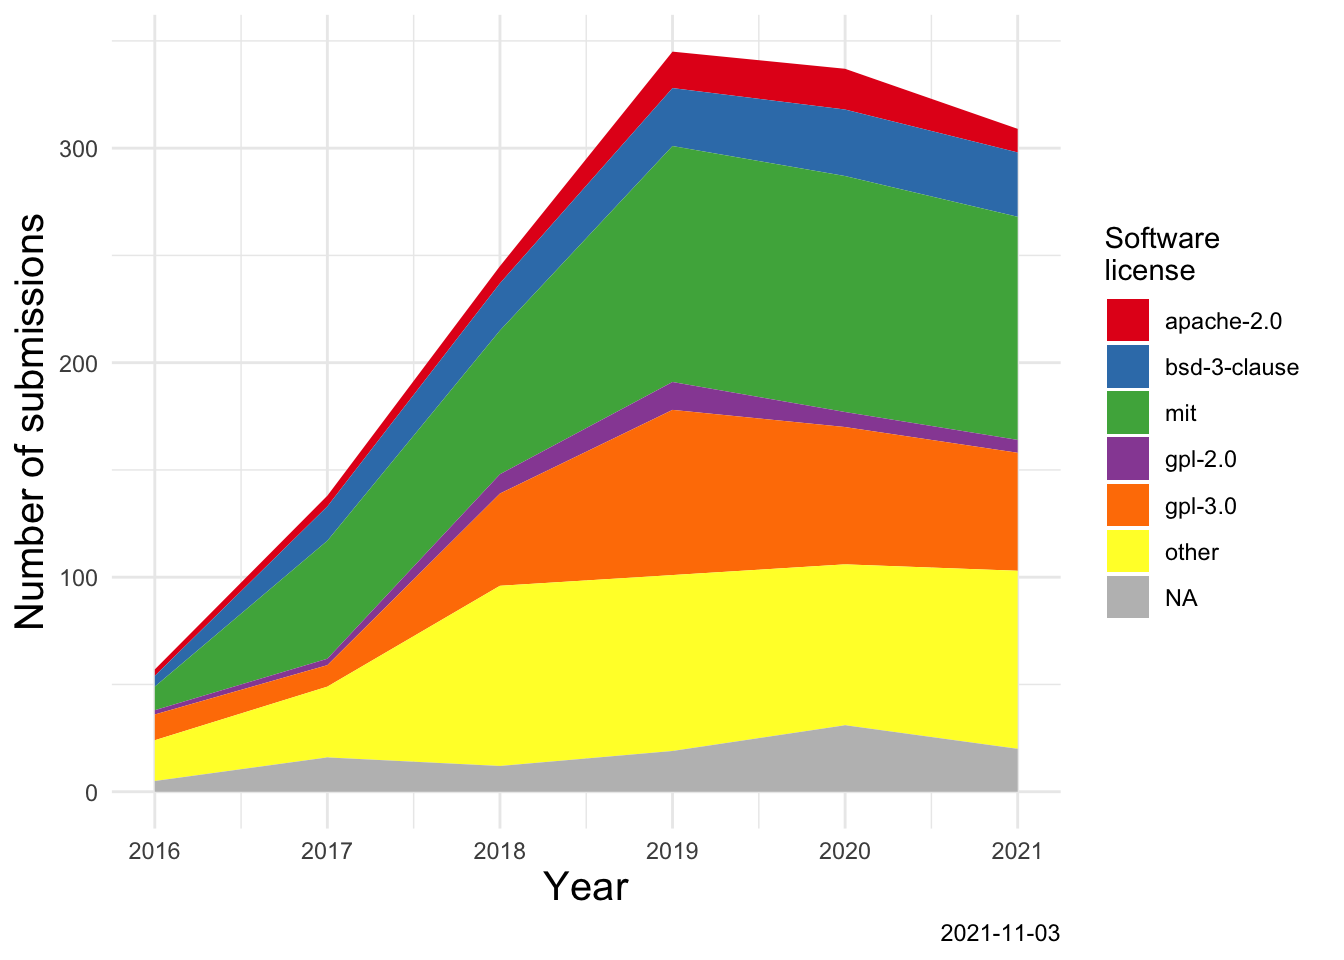 Number of submissions
300
200
100
0
2016 2017 2018 2019 2020 2021
Year
Software
license
apache-2.0
bsd-3-clause
mit
gpl-2.0
gpl-3.0
other
NA
2021-11-03